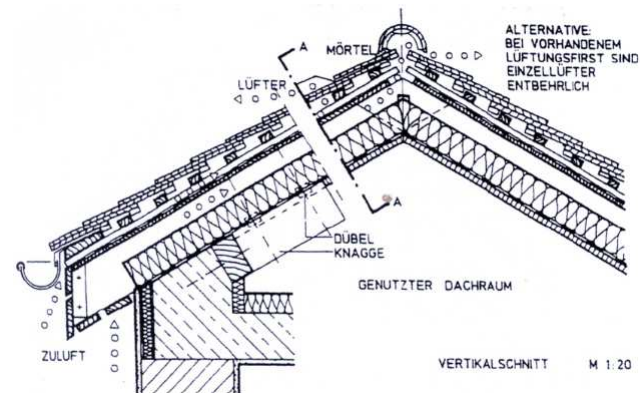 ALTERNATIVE:
BEI VORHANDENEM
LÜFTUNGSFIRST SIND
EINZELLÜFTER
ENTBEHRLICH
A
MÖRTEL
LÜFTER
A
DÜBEL
KNAGGE
GENUTZTER DACHRAUM
ZULUFT
VERTIKALSCHNITT M 1:20